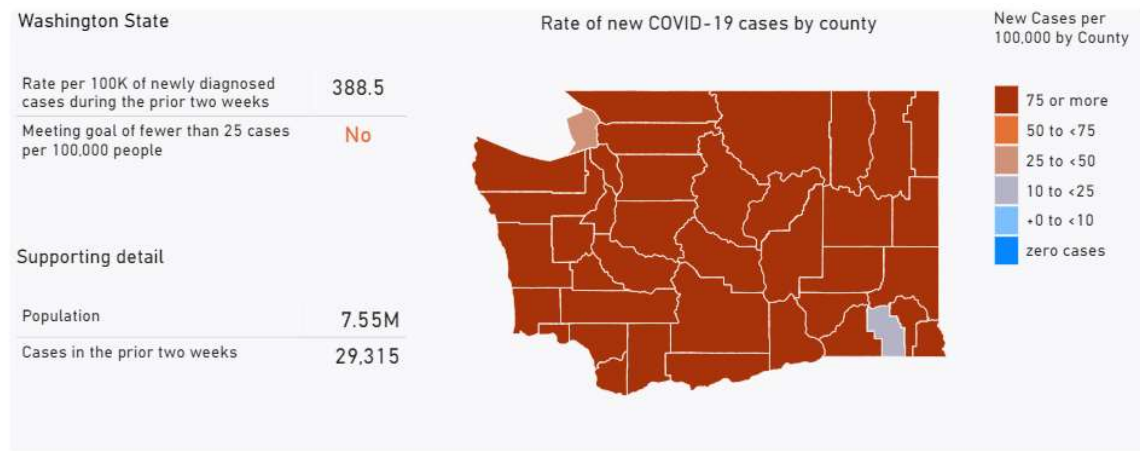 Washington State
Rate per 100K of newly diagnosed
cases during the prior two weeks
388.5
Meeting goal of fewer than 25 cases
per 100,000 people
No
Supporting detail
Population
7.55M
Cases in the prior two weeks
29,315
Rate of new COVID-19 cases by county
New Cases per
100,000 by County
75 or more
50 to <75
25 to <50
10 to <25
+0 to <10
zero cases